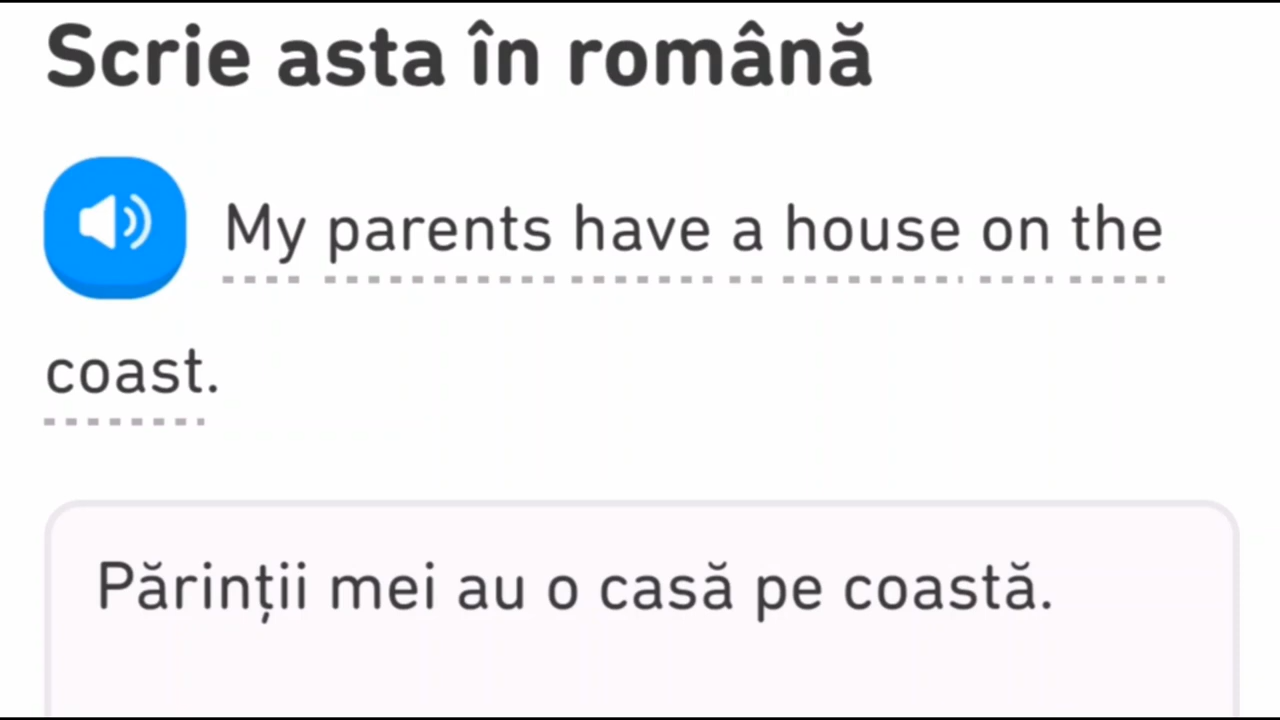 Scrie asta în română
My parents have a house on the
coast.
Părinții mei au o casă pe coastă.